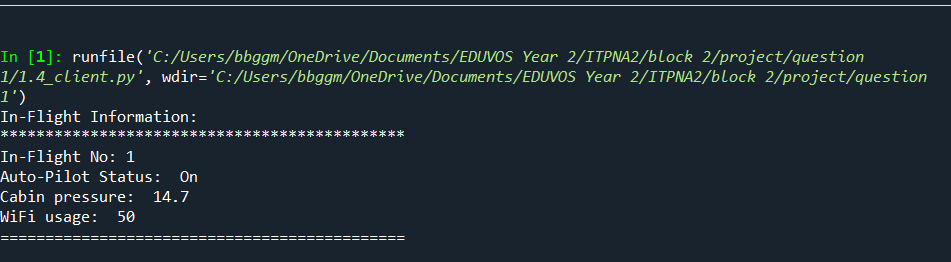 In [1]: runfile('C:/Users/bbggm/OneDrive/Documents/EDUVOS Year 2/ITPNA2/block 2/project/question
1/1.4_client.py', wdir='C:/Users/bbggm/OneDrive/Documents/EDUVOS Year 2/ITPNA2/block 2/project/question
1')
In-Flight Information:
*********************************************
In-Flight No: 1
Auto-Pilot Status:  On
Cabin pressure:  14.7
WiFi usage:  50
=============================================